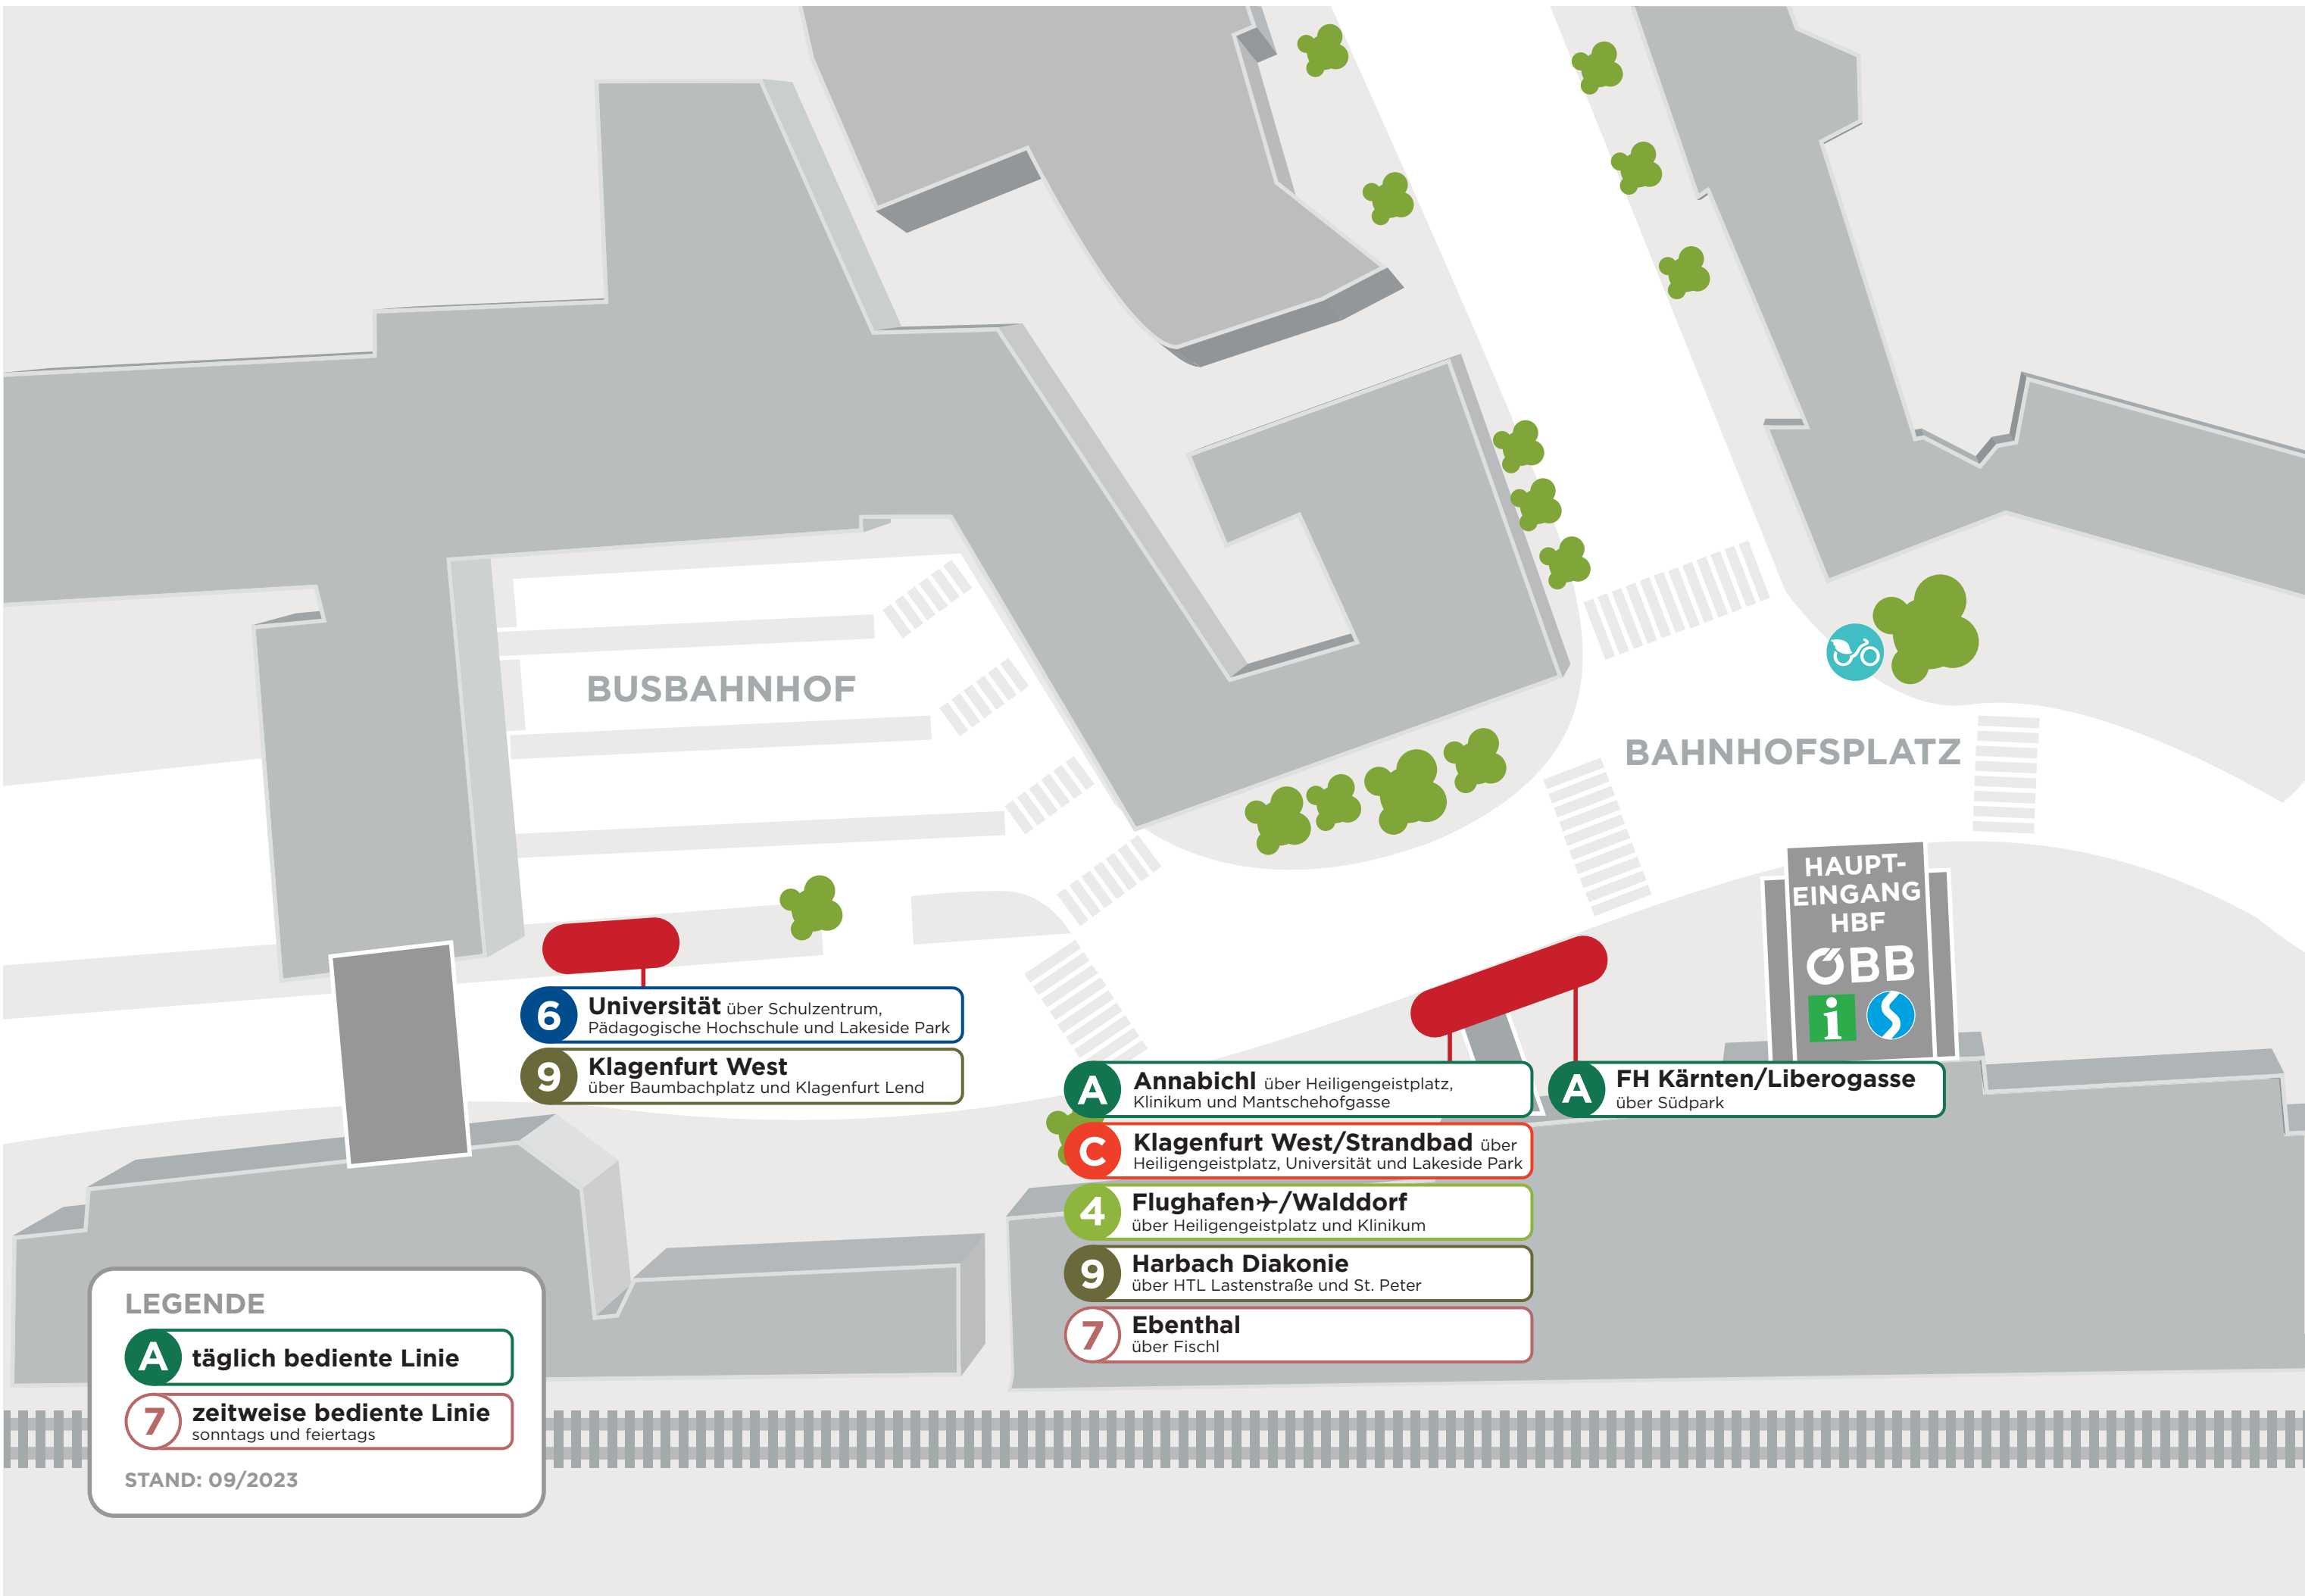 BUSBAHNHOF
BAHNHOFSPLATZ
HAUPT-
EINGANG
HBF
ÖBB
i S
6 Universität über Schulzentrum,
Pädagogische Hochschule und Lakeside Park
9 Klagenfurt West
über Baumbachplatz und Klagenfurt Lend
A Annabichl über Heiligengeistplatz,
Klinikum und Mantschehofgasse
A FH Kärnten/Liberogasse
über Südpark
C Klagenfurt West/Strandbad über
Heiligengeistplatz, Universität und Lakeside Park
4 Flughafen✈/Walddorf
über Heiligengeistplatz und Klinikum
9 Harbach Diakonie
über HTL Lastenstraße und St. Peter
7 Ebenthal
über Fischl
LEGENDE
A täglich bediente Linie
7 zeitweise bediente Linie
sonntags und feiertags
STAND: 09/2023